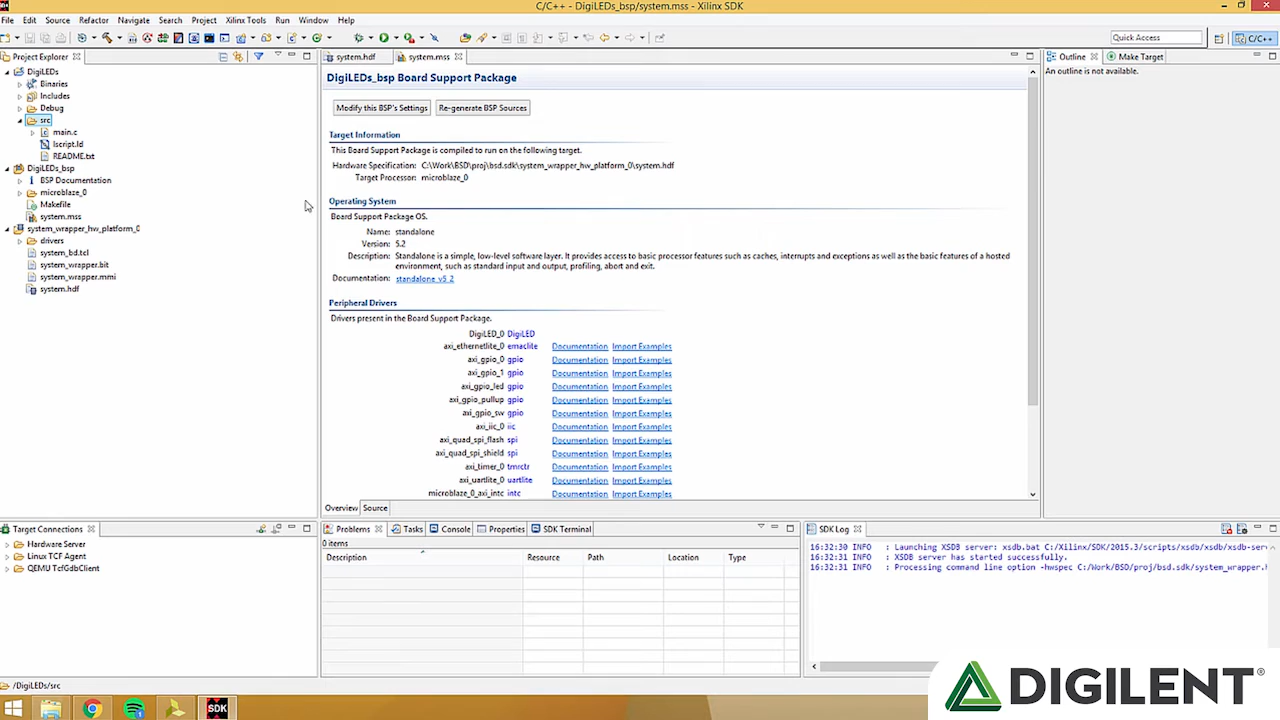 C/C++ - DigiLEDs_bsp/system.mss - Xilinx SDK
File Edit Source Refactor Navigate Search Project Xilinx Tools Run Window Help
Quick Access
C/C++
Project Explorer
system.hdf
system.mss
Outline
Make Target
DigiLEDs
Binaries
Includes
Debug
src
main.c
lscript.ld
README.txt
DigiLEDs_bsp
BSP Documentation
microblaze_0
Makefile
system.mss
system_wrapper_hw_platform_0
drivers
system_bd.tcl
system_wrapper.bit
system_wrapper.mmi
system.hdf
DigiLEDs_bsp Board Support Package
Modify this BSP's Settings
Re-generate BSP Sources
Target Information
This Board Support Package is compiled to run on the following target.
Hardware Specification: C:\Work\BSD\proj\bsd.sdk\system_wrapper_hw_platform_0\system.hdf
Target Processor: microblaze_0
Operating System
Board Support Package OS.
Name: standalone
Version: 5.2
Description: Standalone is a simple, low-level software layer. It provides access to basic processor features such as caches, interrupts and exceptions as well as the basic features of a hosted
environment, such as standard input and output, profiling, abort and exit.
Documentation: standalone_v5_2
Peripheral Drivers
Drivers present in the Board Support Package.
DigiLED_0 DigiLED
axi_ethernetlite_0 emaclite Documentation Import Examples
axi_gpio_0 gpio Documentation Import Examples
axi_gpio_1 gpio Documentation Import Examples
axi_gpio_led gpio Documentation Import Examples
axi_gpio_pullup gpio Documentation Import Examples
axi_gpio_sw gpio Documentation Import Examples
axi_iic_0 iic Documentation Import Examples
axi_quad_spi_flash spi Documentation Import Examples
axi_quad_spi_shield spi Documentation Import Examples
axi_timer_0 tmrctr Documentation Import Examples
axi_uartlite_0 uartlite Documentation Import Examples
microblaze_0_axi_intc intc Documentation Import Examples
Overview Source
An outline is not available.
Target Connections
Hardware Server
Linux TCF Agent
QEMU TcfGdbClient
Problems Tasks Console Properties SDK Terminal
0 items
Description Resource Path Location Type
SDK Log
16:32:30 INFO : Launching XSDB server: xsdb.bat C:/Xilinx/SDK/2015.3/scripts/xsdb/xsdb/xsdb-ser
16:32:31 INFO : XSDB server has started successfully.
16:32:31 INFO : Processing command line option -hwspec C:/Work/BSD/proj/bsd.sdk/system_wrapper.h
/DigiLEDs/src
SDK
DIGILENT®